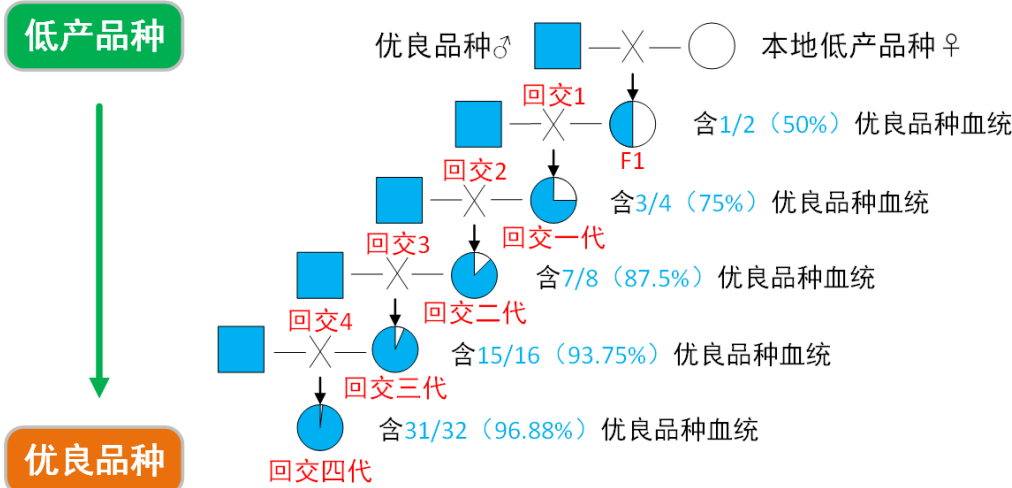 低产品种
优良品种♂
本地低产品种♀
回交1
F1
含1/2（50%）优良品种血统
回交2
回交一代
含3/4（75%）优良品种血统
回交3
回交二代
含7/8（87.5%）优良品种血统
回交4
回交三代
含15/16（93.75%）优良品种血统
回交四代
含31/32（96.88%）优良品种血统
优良品种